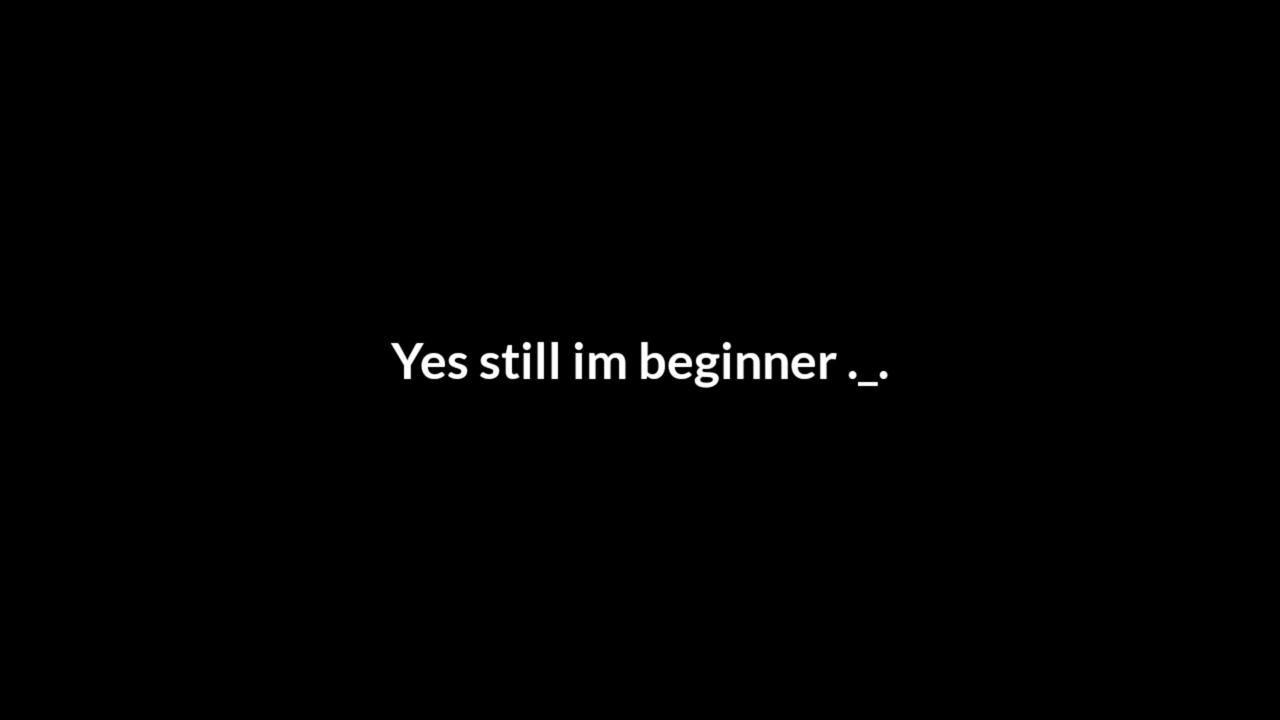 Yes still im beginner ._.